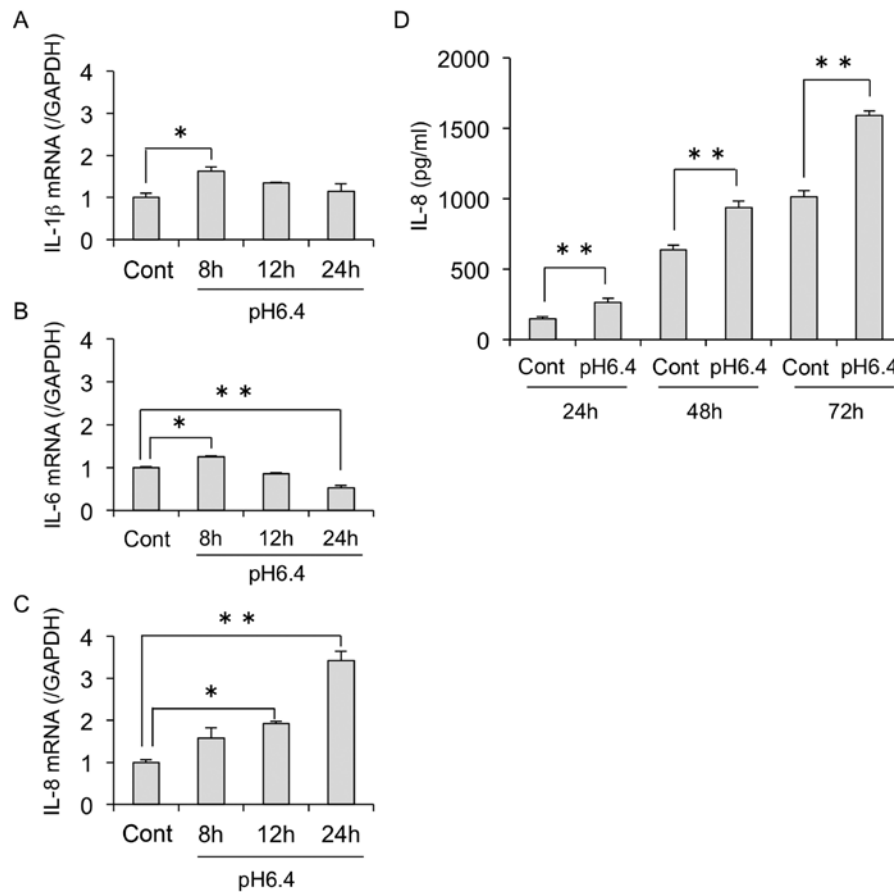 A
IL-1β mRNA (/GAPDH)
4
3
2
1
0
*
Cont 8h 12h 24h
pH6.4
B
IL-6 mRNA (/GAPDH)
4
3
2
1
0
* *
*
Cont 8h 12h 24h
pH6.4
C
IL-8 mRNA (/GAPDH)
4
3
2
1
0
* *
*
Cont 8h 12h 24h
pH6.4
D
IL-8 (pg/ml)
2000
1500
1000
500
0
* *
* *
* *
Cont pH6.4 Cont pH6.4 Cont pH6.4
24h 48h 72h